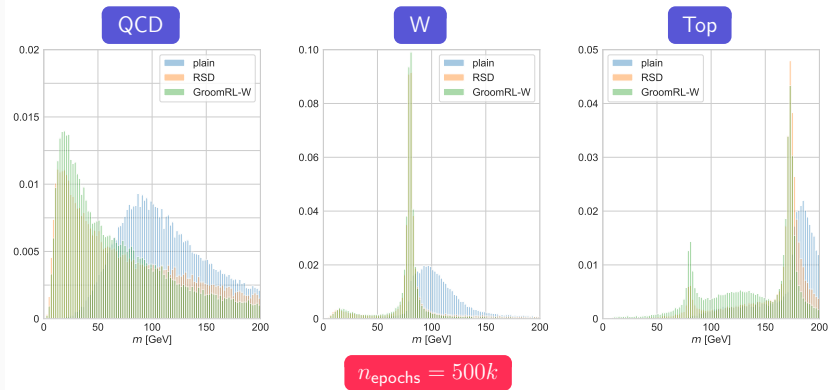 QCD
W
Top
0.02
0.015
0.01
0.005
0
0
50
100
150
200
m [GeV]
plain
RSD
GroomRL-W
0.10
0.08
0.06
0.04
0.02
0
0
50
100
150
200
m [GeV]
plain
RSD
GroomRL-W
0.05
0.04
0.03
0.02
0.01
0
0
50
100
150
200
m [GeV]
plain
RSD
GroomRL-W
n_epochs = 500k